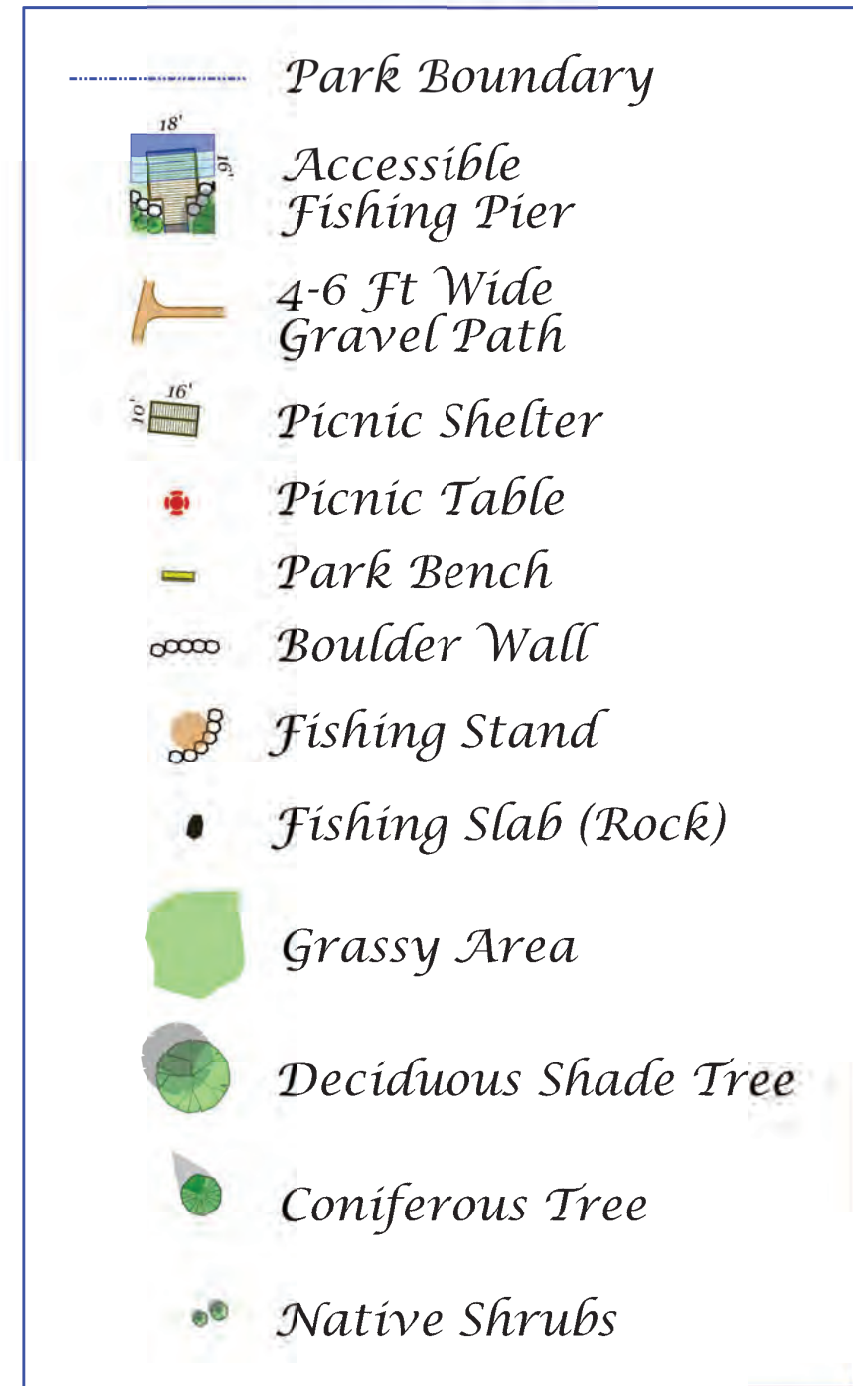 Park Boundary
18'
16'
Accessible
Fishing Pier
4-6 Ft Wide
Gravel Path
16'
10'
Picnic Shelter
Picnic Table
Park Bench
Boulder Wall
Fishing Stand
Fishing Slab (Rock)
Grassy Area
Deciduous Shade Tree
Coniferous Tree
Native Shrubs